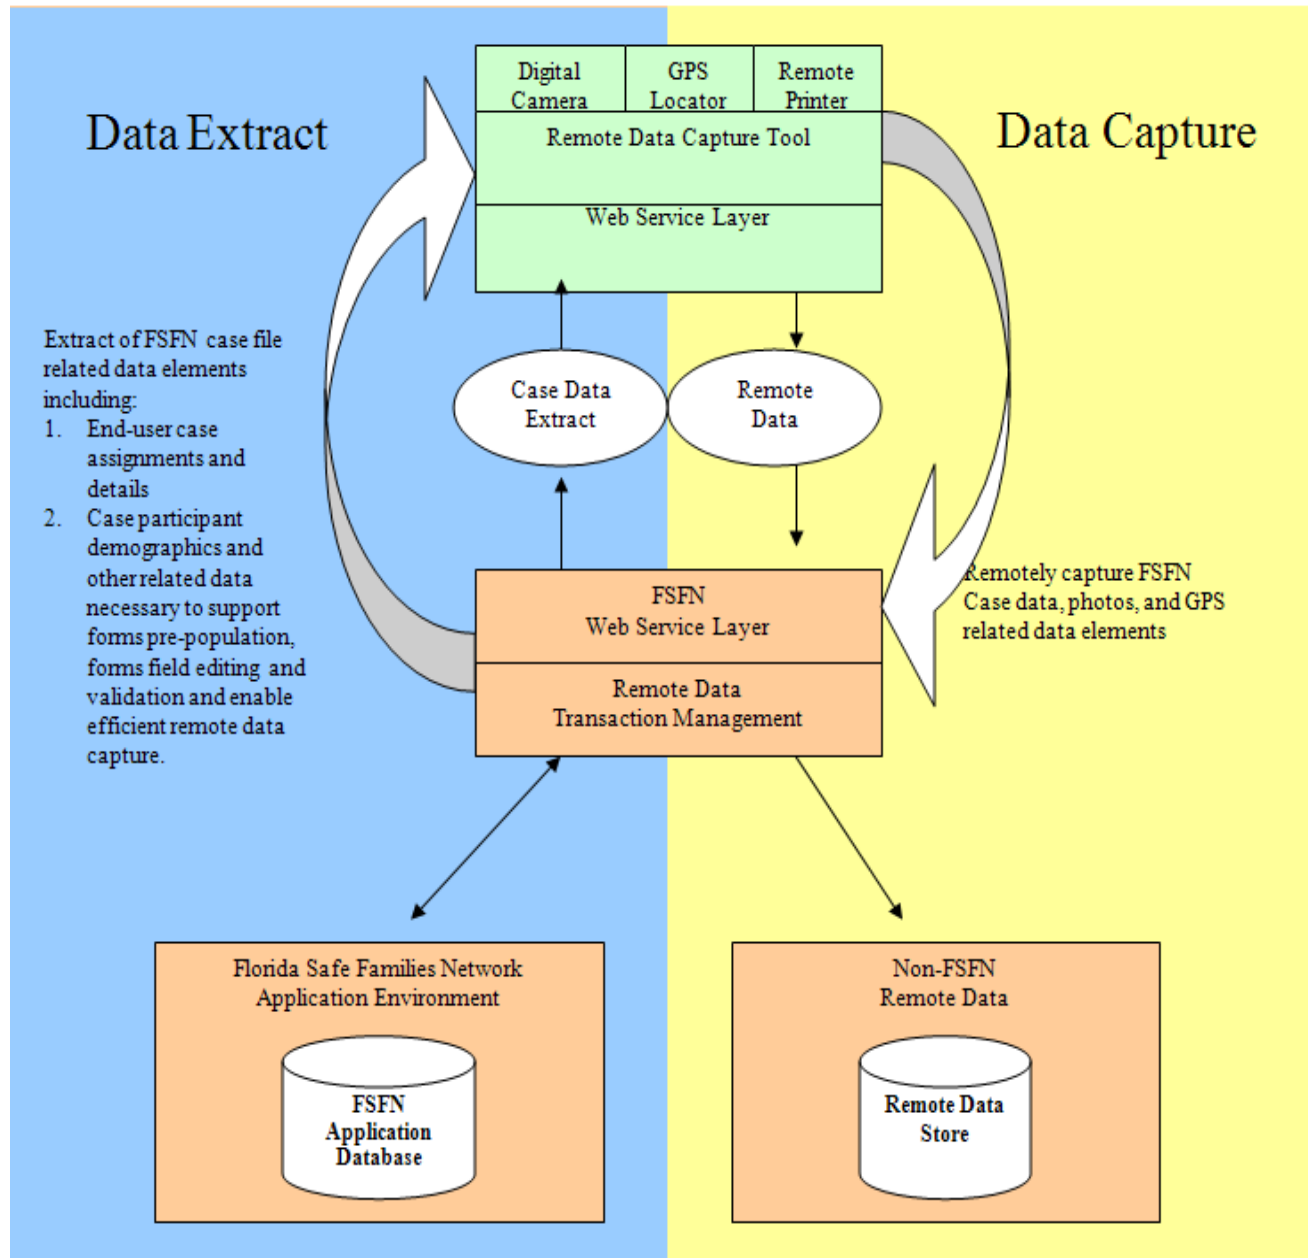 Data Extract
Digital
Camera
GPS
Locator
Remote
Printer
Remote Data Capture Tool
Web Service Layer
Data Capture
Extract of FSFN case file
related data elements
including:
1. End-user case
assignments and
details
2. Case participant
demographics and
other related data
necessary to support
forms pre-population,
forms field editing and
validation and enable
efficient remote data
capture.
Case Data
Extract
Remote
Data
FSFN
Web Service Layer
Remote Data
Transaction Management
Remotely capture FSFN
Case data, photos, and GPS
related data elements
Florida Safe Families Network
Application Environment
FSFN
Application
Database
Non-FSFN
Remote Data
Remote Data
Store